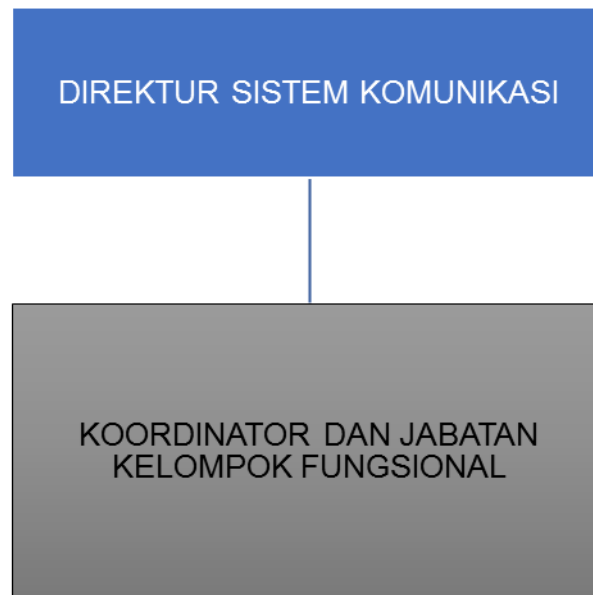 DIREKTUR SISTEM KOMUNIKASI
KOORDINATOR DAN JABATAN
KELOMPOK FUNGSIONAL